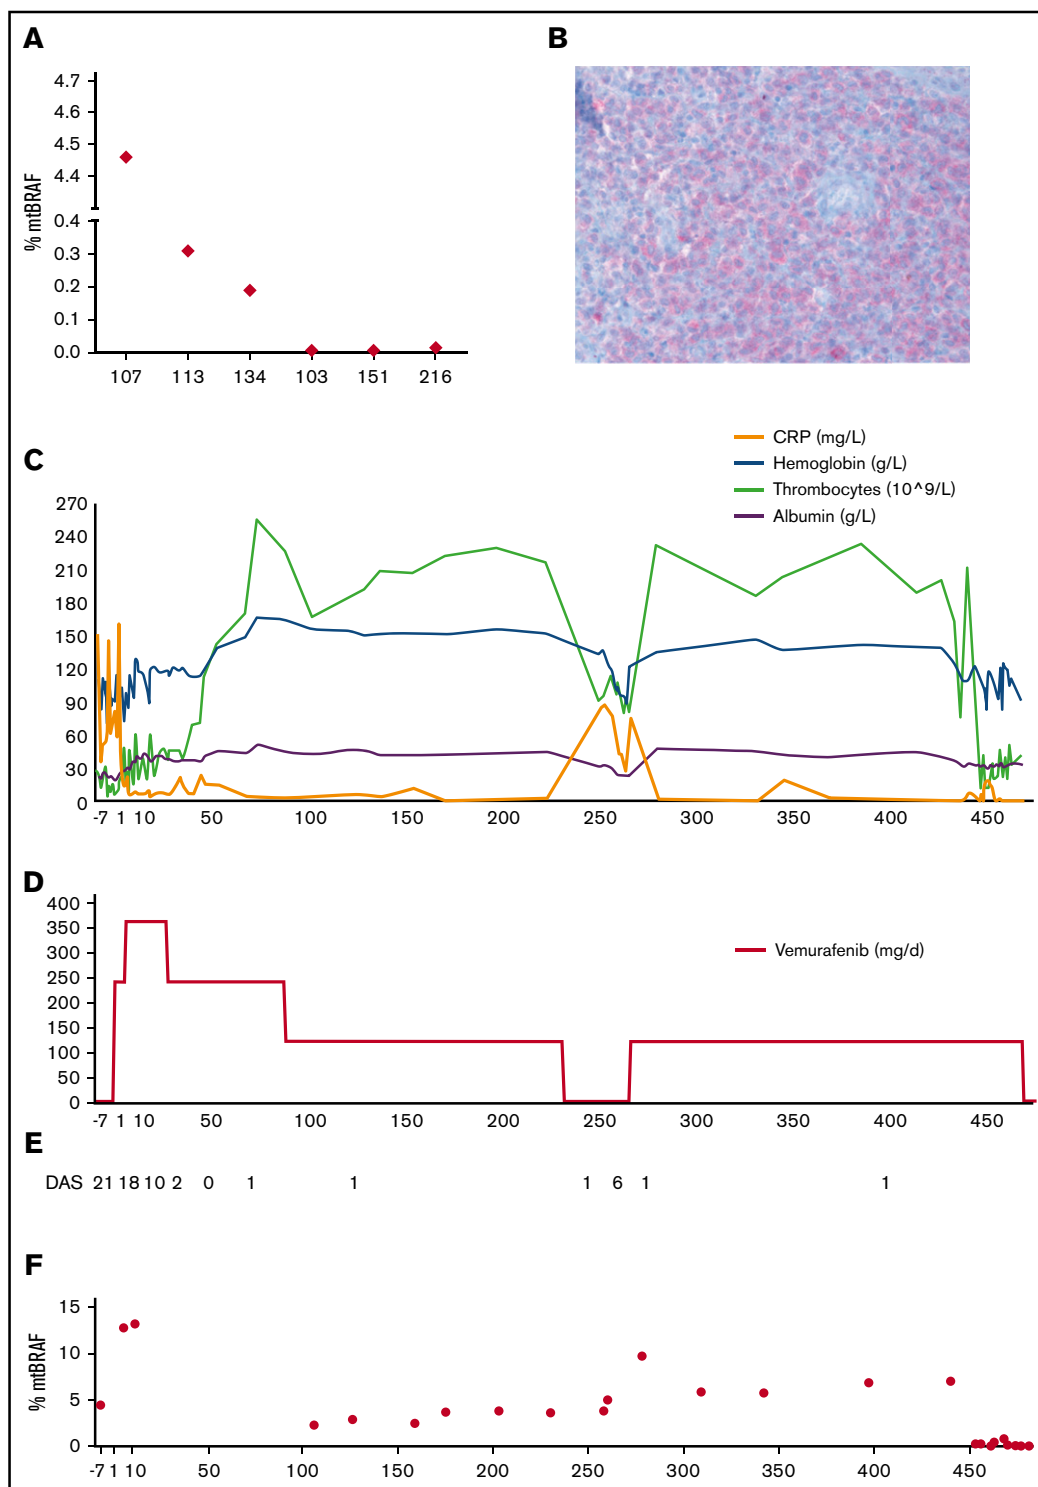 A
B
% mtBRAF
4.7
4.6
4.5
4.4
0.4
0.3
0.2
0.1
0.0
107 113 134 103 151 216
C
CRP (mg/L)
Hemoglobin (g/L)
Thrombocytes (10^9/L)
Albumin (g/L)
270
240
210
180
150
120
90
60
30
0
-7 1 10 50 100 150 200 250 300 350 400 450
D
Vemurafenib (mg/d)
400
350
300
250
200
150
100
50
0
-7 1 10 50 100 150 200 250 300 350 400 450
E
DAS 21 18 10 2 0 1 1 1 6 1 1
F
% mtBRAF
15
10
5
0
-7 1 10 50 100 150 200 250 300 350 400 450